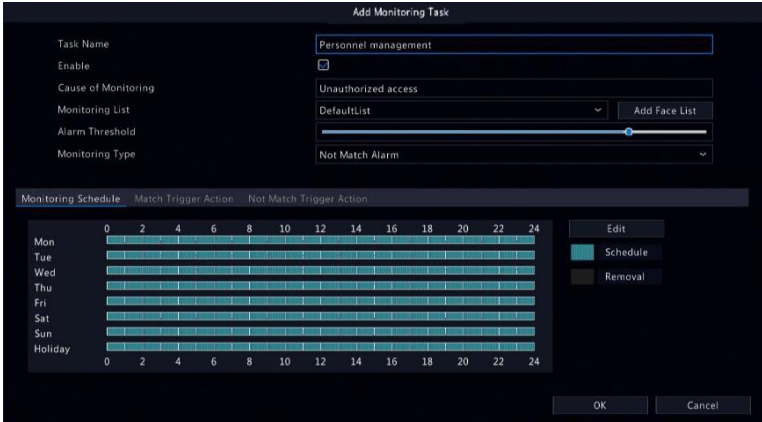 Add Monitoring Task
Task Name Personnel management
Enable
Cause of Monitoring Unauthorized access
Monitoring List DefaultList Add Face List
Alarm Threshold
Monitoring Type Not Match Alarm
Monitoring Schedule Match Trigger Action Not Match Trigger Action
0 2 4 6 8 10 12 14 16 18 20 22 24 Edit
Mon
Tue Schedule
Wed
Thu Removal
Fri
Sat
Sun
Holiday
0 2 4 6 8 10 12 14 16 18 20 22 24
OK Cancel